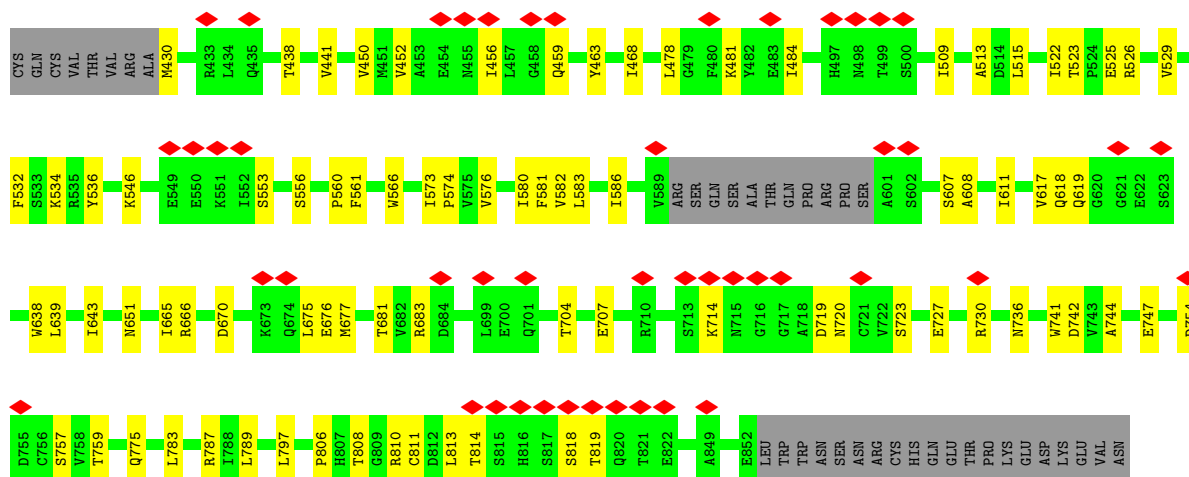 CYS GLN CYS VAL THR VAL ARG ALA M430 R433 L434 Q435 T438 V441 V450 M451 V452 A453 E454 N455 I456 L457 G458 Q459 Y463 I468 L478 G479 F480 K481 Y482 E483 I484 H497 N498 T499 S500 I509 A513 D514 L515 I522 T523 P524 E525 R526 V529
F532 S533 K534 R535 Y536 K546 E549 E550 K551 I552 S553 S556 P560 F561 W566 I573 P574 V575 V576 I580 F581 V582 L583 I586 V589 ARG SER GLN SER ALA THR GLN PRO ARG PRO SER A601 S602 S607 A608 I611 V617 Q618 Q619 G620 G621 E622 S623
W638 L639 I643 N651 I665 R666 D670 K673 Q674 L675 E676 M677 T681 V682 R683 D684 L699 E700 Q701 T704 E707 R710 S713 K714 N715 G716 G717 A718 D719 N720 C721 V722 S723 E727 R730 N736 W741 D742 V743 A744 E747
D755 C756 S757 V758 T759 Q775 L783 R787 I788 L789 L797 P806 H807 T808 G809 R810 C811 D812 L813 T814 S815 H816 S817 S818 T819 Q820 T821 E822 A849 E852 LEU TRP TRP ASN SER ASN ARG CYS HIS GLN GLU THR PRO LYS GLU ASP LYS GLU VAL ASN